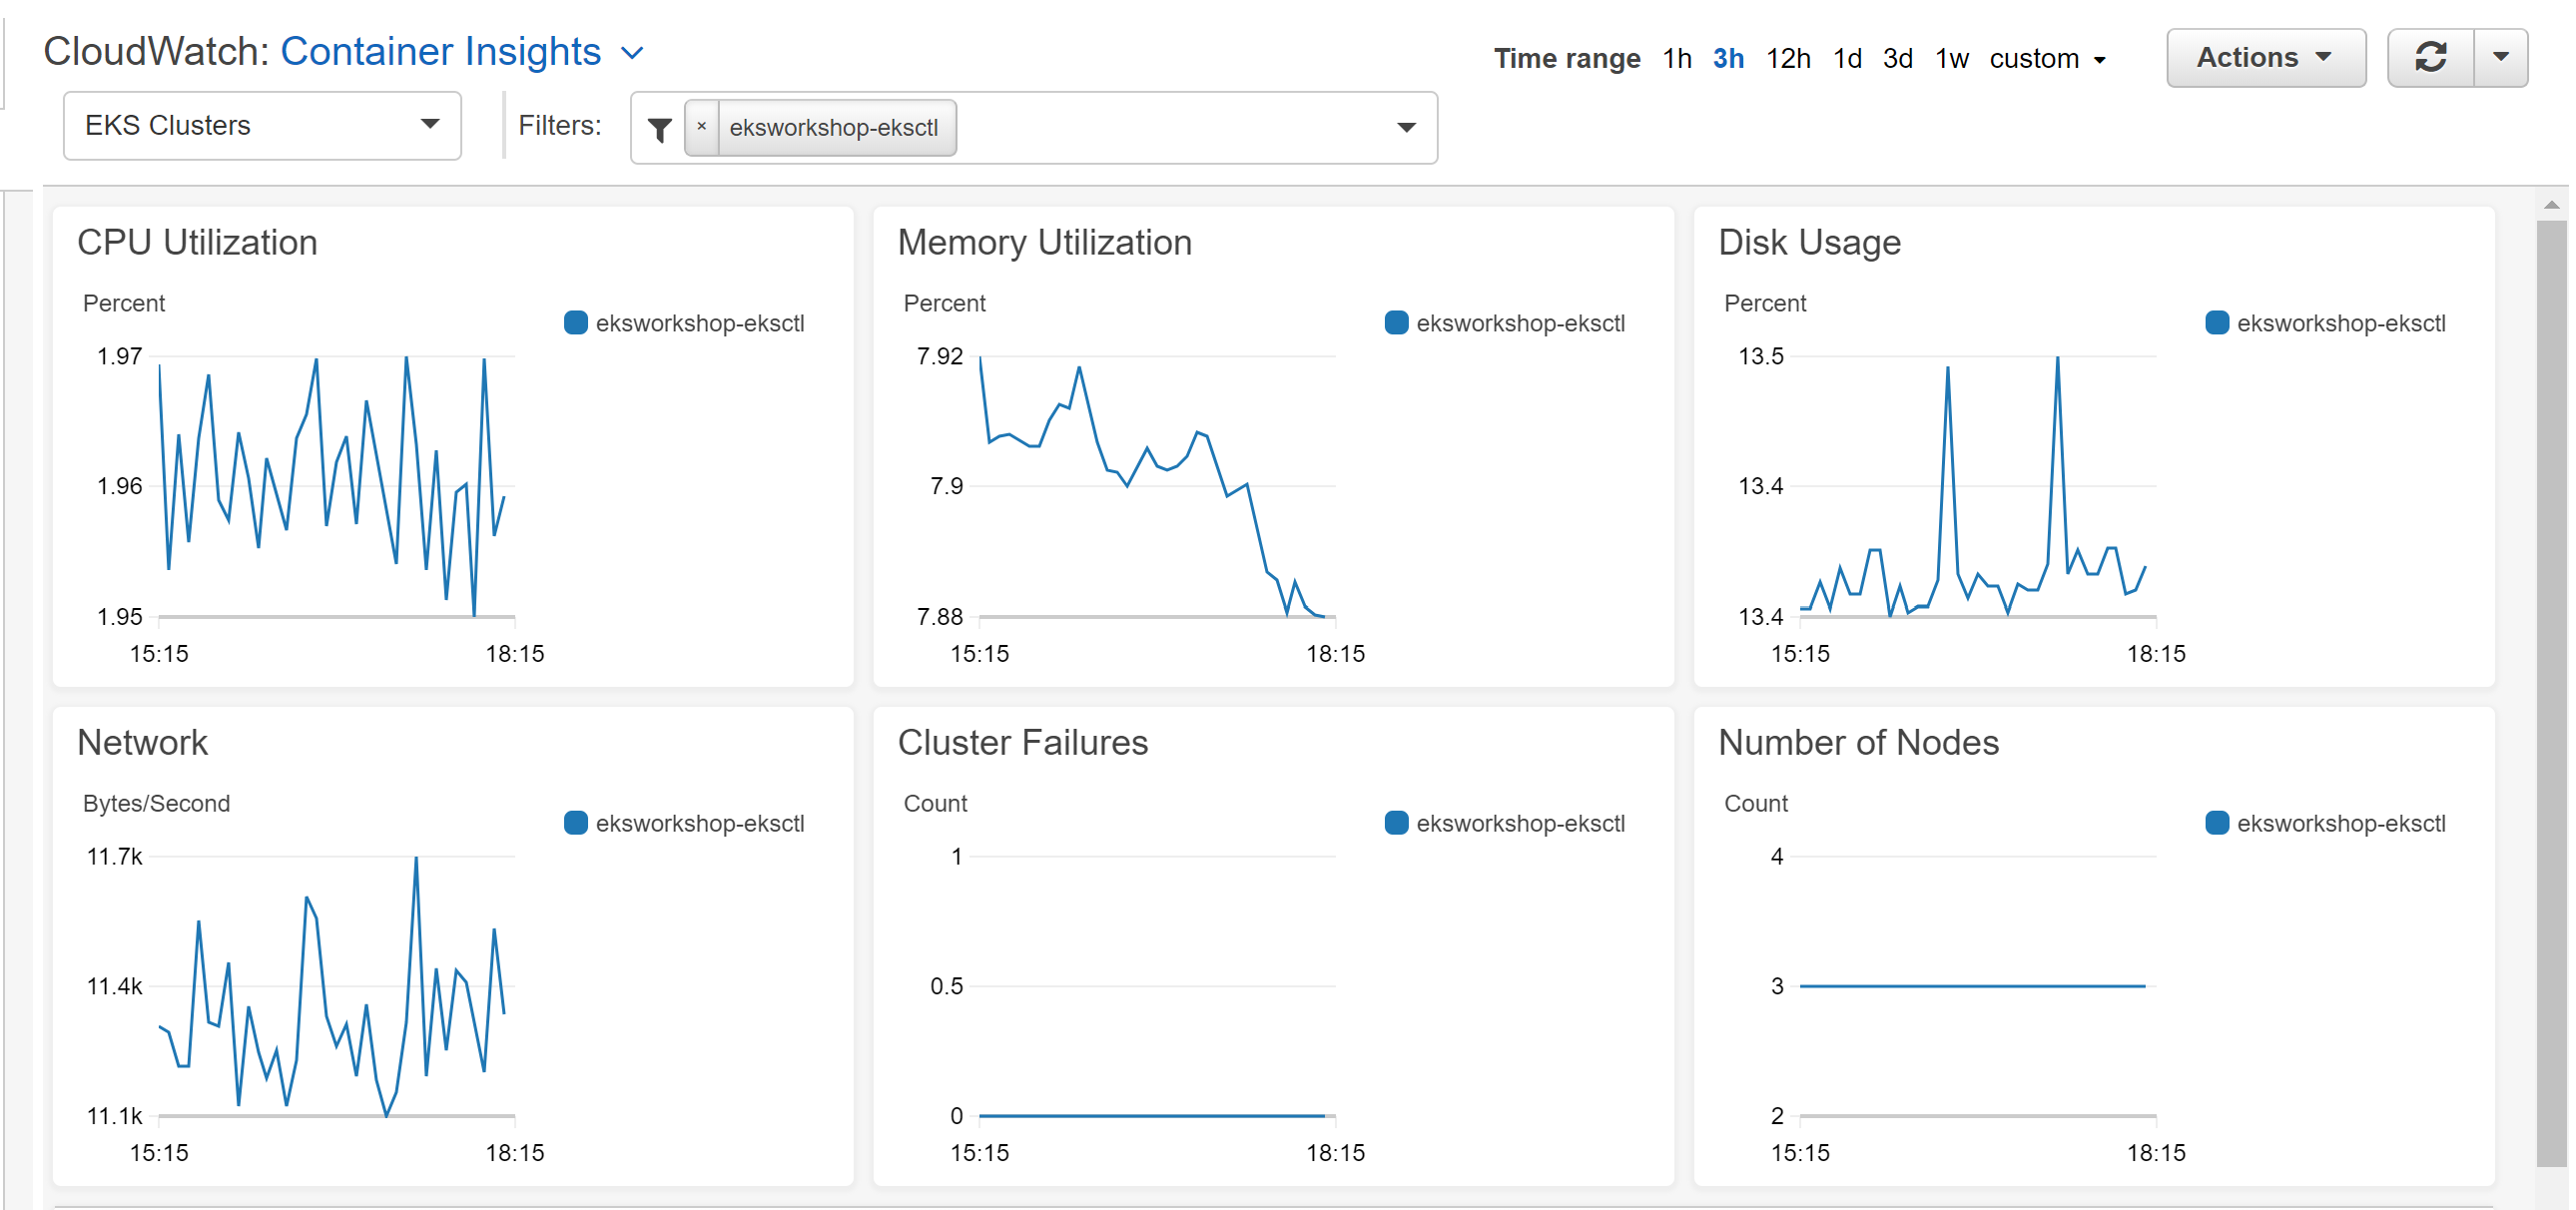 CloudWatch: Container Insights
Time range 1h 3h 12h 1d 3d 1w custom
Actions
EKS Clusters
Filters:
× eksworkshop-eksctl
CPU Utilization
Percent
eksworkshop-eksctl
1.97
1.96
1.95
15:15
18:15
Memory Utilization
Percent
eksworkshop-eksctl
7.92
7.9
7.88
15:15
18:15
Disk Usage
Percent
eksworkshop-eksctl
13.5
13.4
13.4
15:15
18:15
Network
Bytes/Second
eksworkshop-eksctl
11.7k
11.4k
11.1k
15:15
18:15
Cluster Failures
Count
eksworkshop-eksctl
1
0.5
0
15:15
18:15
Number of Nodes
Count
eksworkshop-eksctl
4
3
2
15:15
18:15